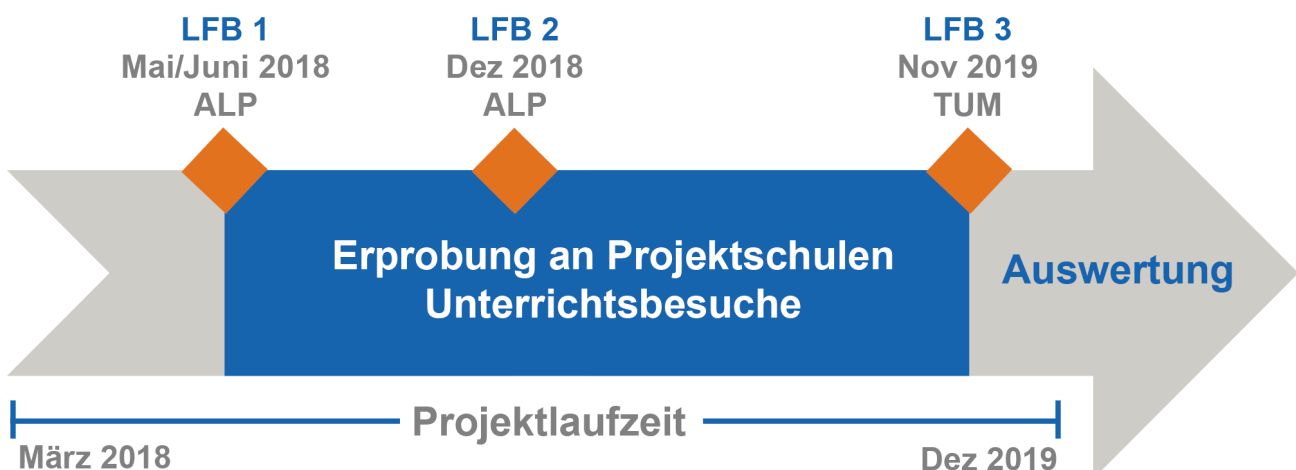 LFB 1
Mai/Juni 2018
ALP
LFB 2
Dez 2018
ALP
LFB 3
Nov 2019
TUM
Erprobung an Projektschulen
Unterrichtsbesuche
Auswertung
Projektlaufzeit
März 2018
Dez 2019